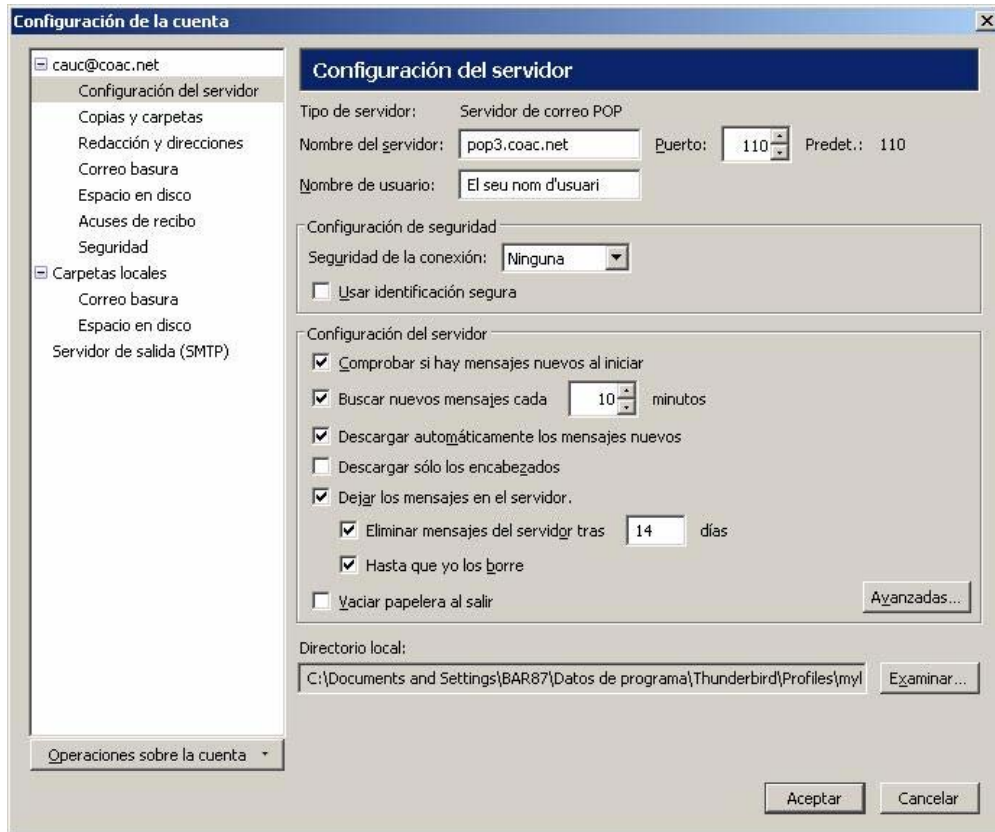 Configuración de la cuenta
cauc@coac.net
Configuración del servidor
Copias y carpetas
Redacción y direcciones
Correo basura
Espacio en disco
Acuses de recibo
Seguridad
Carpetas locales
Correo basura
Espacio en disco
Servidor de salida (SMTP)
Operaciones sobre la cuenta
Configuración del servidor
Tipo de servidor: Servidor de correo POP
Nombre del servidor: pop3.coac.net Puerto: 110 Predet.: 110
Nombre de usuario: El seu nom d'usuari
Configuración de seguridad
Seguridad de la conexión: Ninguna
Usar identificación segura
Configuración del servidor
Comprobar si hay mensajes nuevos al iniciar
Buscar nuevos mensajes cada 10 minutos
Descargar automáticamente los mensajes nuevos
Descargar sólo los encabezados
Dejar los mensajes en el servidor.
Eliminar mensajes del servidor tras 14 días
Hasta que yo los borre
Vaciar papelera al salir Avanzadas...
Directorio local:
C:\Documents and Settings\BAR87\Datos de programa\Thunderbird\Profiles\myl Examinar...
Aceptar Cancelar